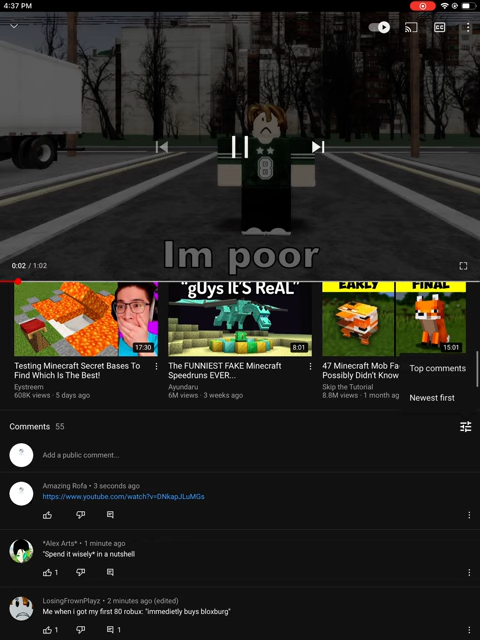 4:37 PM
CC
8
Im poor
0:02 / 1:02
"gUys It'S ReAL"
EARLY
FINAL
17:30
8:01
15:01
Testing Minecraft Secret Bases To
Find Which Is The Best!
Eystreem
608K views · 5 days ago
The FUNNIEST FAKE Minecraft
Speedruns EVER...
Ayundaru
6M views · 3 weeks ago
47 Minecraft Mob Fa
Possibly Didn't Know
Skip the Tutorial
8.8M views · 1 month ag
Top comments
Newest first
Comments 55
Add a public comment...
Amazing Rofa • 3 seconds ago
https://www.youtube.com/watch?v=DNkapJLuMGs
*Alex Arts* • 1 minute ago
"Spend it wisely* in a nutshell
1
LosingFrownPlayz • 2 minutes ago (edited)
Me when i got my first 80 robux: "immedietly buys bloxburg"
1 1